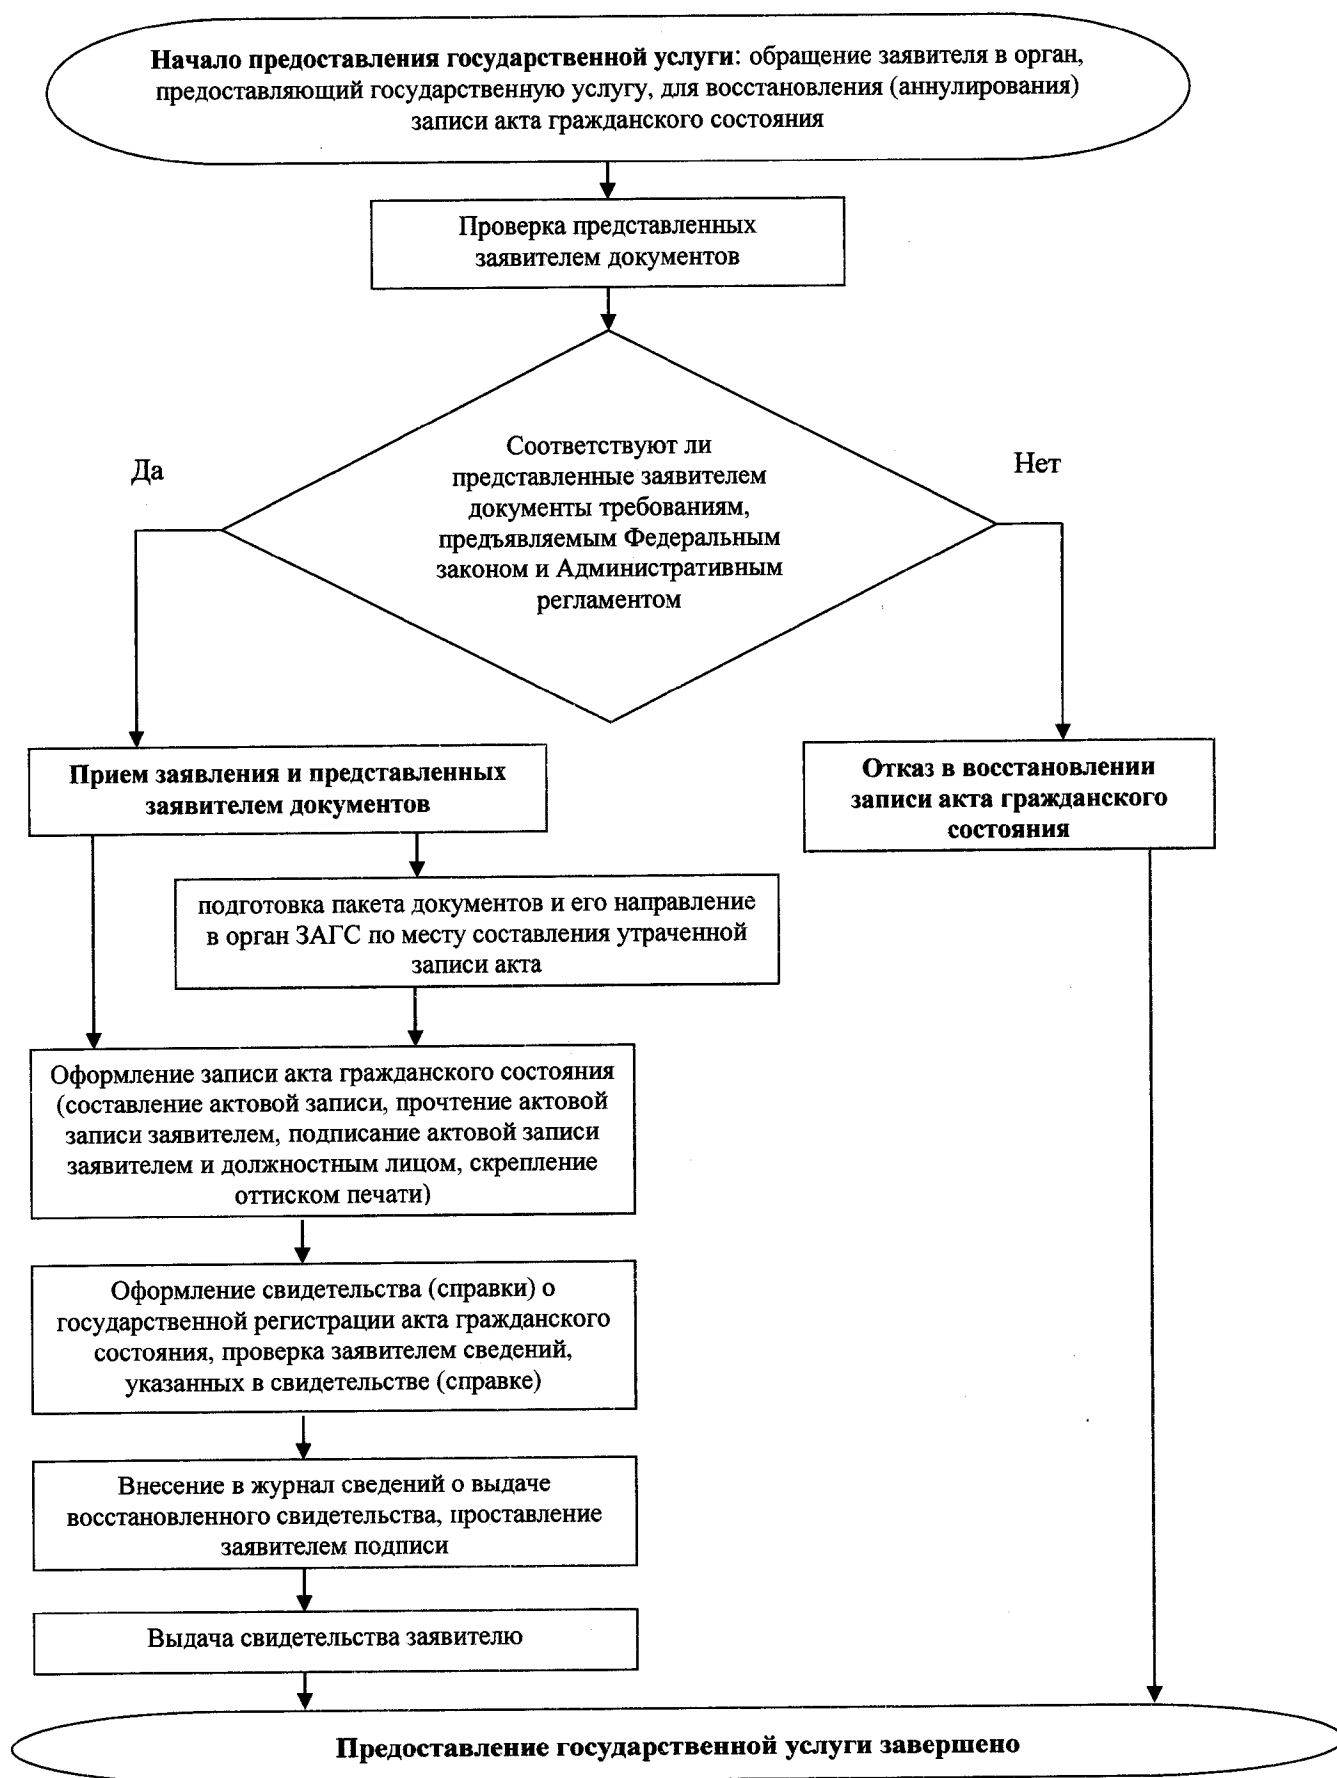 Начало предоставления государственной услуги: обращение заявителя в орган,
предоставляющий государственную услугу, для восстановления (аннулирования)
записи акта гражданского состояния
Проверка представленных
заявителем документов
Соответствуют ли
представленные заявителем
документы требованиям,
предъявляемым Федеральным
законом и Административным
регламентом
Да
Нет
Прием заявления и представленных
заявителем документов
Отказ в восстановлении
записи акта гражданского
состояния
подготовка пакета документов и его направление
в орган ЗАГС по месту составления утраченной
записи акта
Оформление записи акта гражданского состояния
(составление актовой записи, прочтение актовой
записи заявителем, подписание актовой записи
заявителем и должностным лицом, скрепление
оттиском печати)
Оформление свидетельства (справки) о
государственной регистрации акта гражданского
состояния, проверка заявителем сведений,
указанных в свидетельстве (справке)
Внесение в журнал сведений о выдаче
восстановленного свидетельства, проставление
заявителем подписи
Выдача свидетельства заявителю
Предоставление государственной услуги завершено